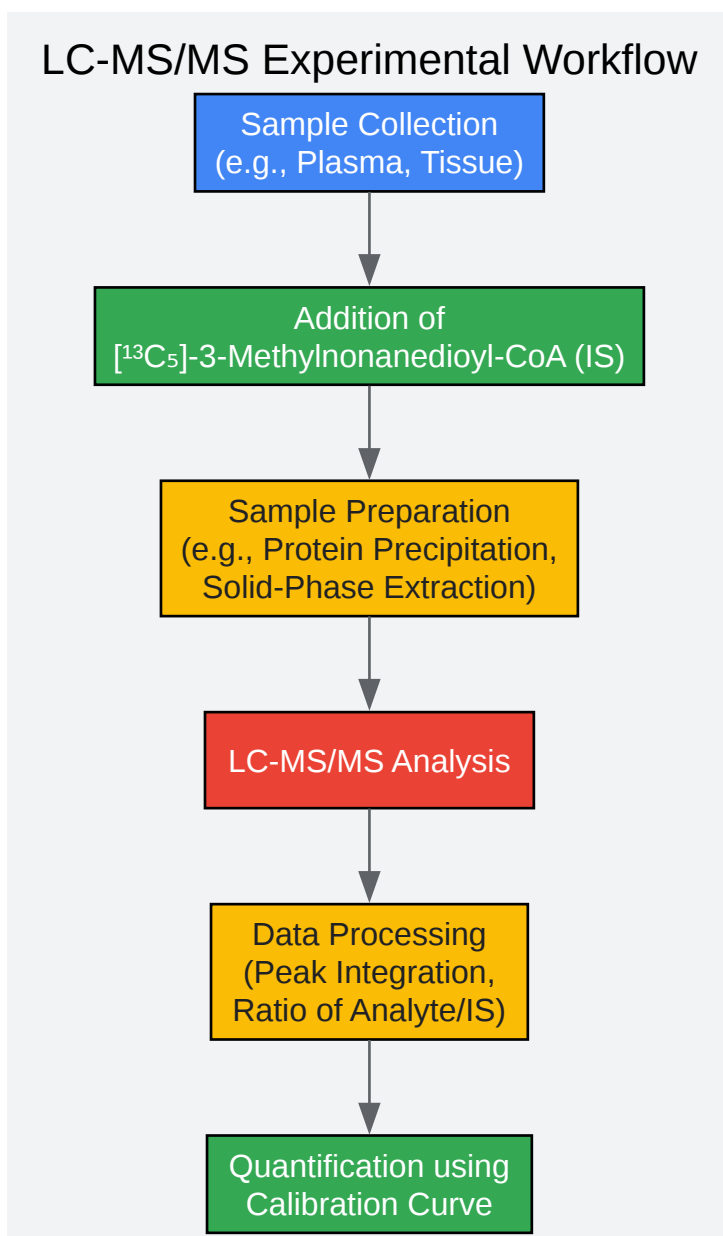 LC-MS/MS Experimental Workflow
Sample Collection
(e.g., Plasma, Tissue)
Addition of
[¹³C₅]-3-Methylnonanedioyl-CoA (IS)
Sample Preparation
(e.g., Protein Precipitation,
Solid-Phase Extraction)
LC-MS/MS Analysis
Data Processing
(Peak Integration,
Ratio of Analyte/IS)
Quantification using
Calibration Curve